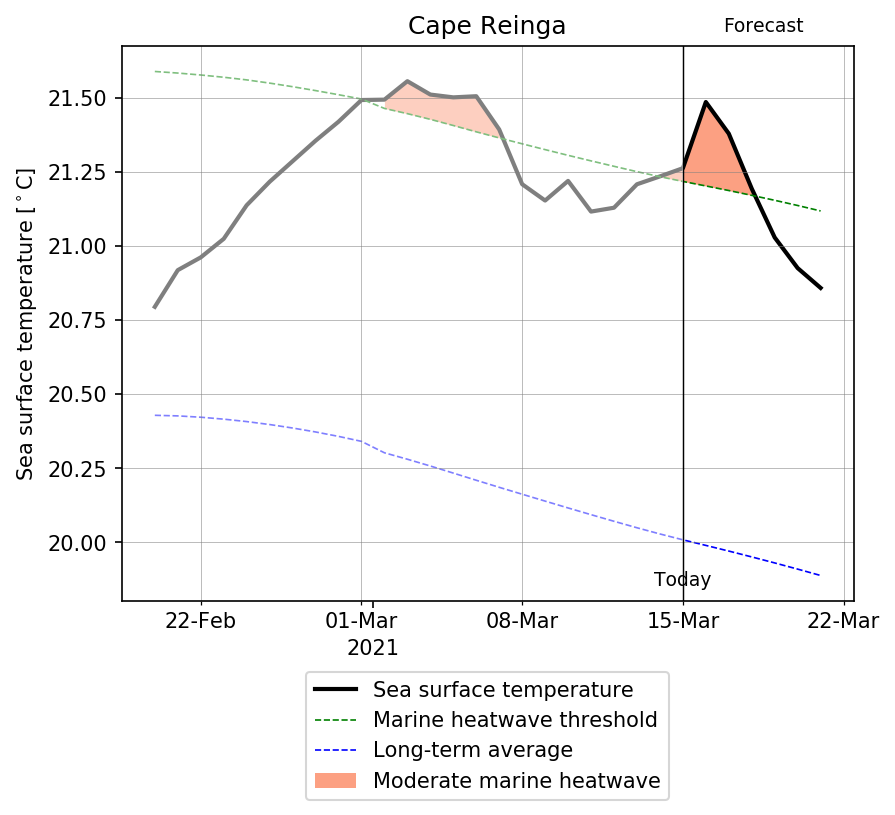 Cape Reinga
Forecast
Sea surface temperature [°C]
21.50
21.25
21.00
20.75
20.50
20.25
20.00
Today
22-Feb
01-Mar
08-Mar
15-Mar
22-Mar
2021
Sea surface temperature
Marine heatwave threshold
Long-term average
Moderate marine heatwave